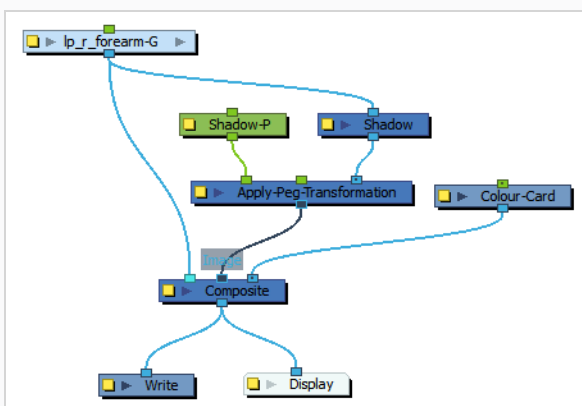 lp_r_forearm-G
Shadow-P
Shadow
Apply-Peg-Transformation
Colour-Card
Image
Composite
Write
Display